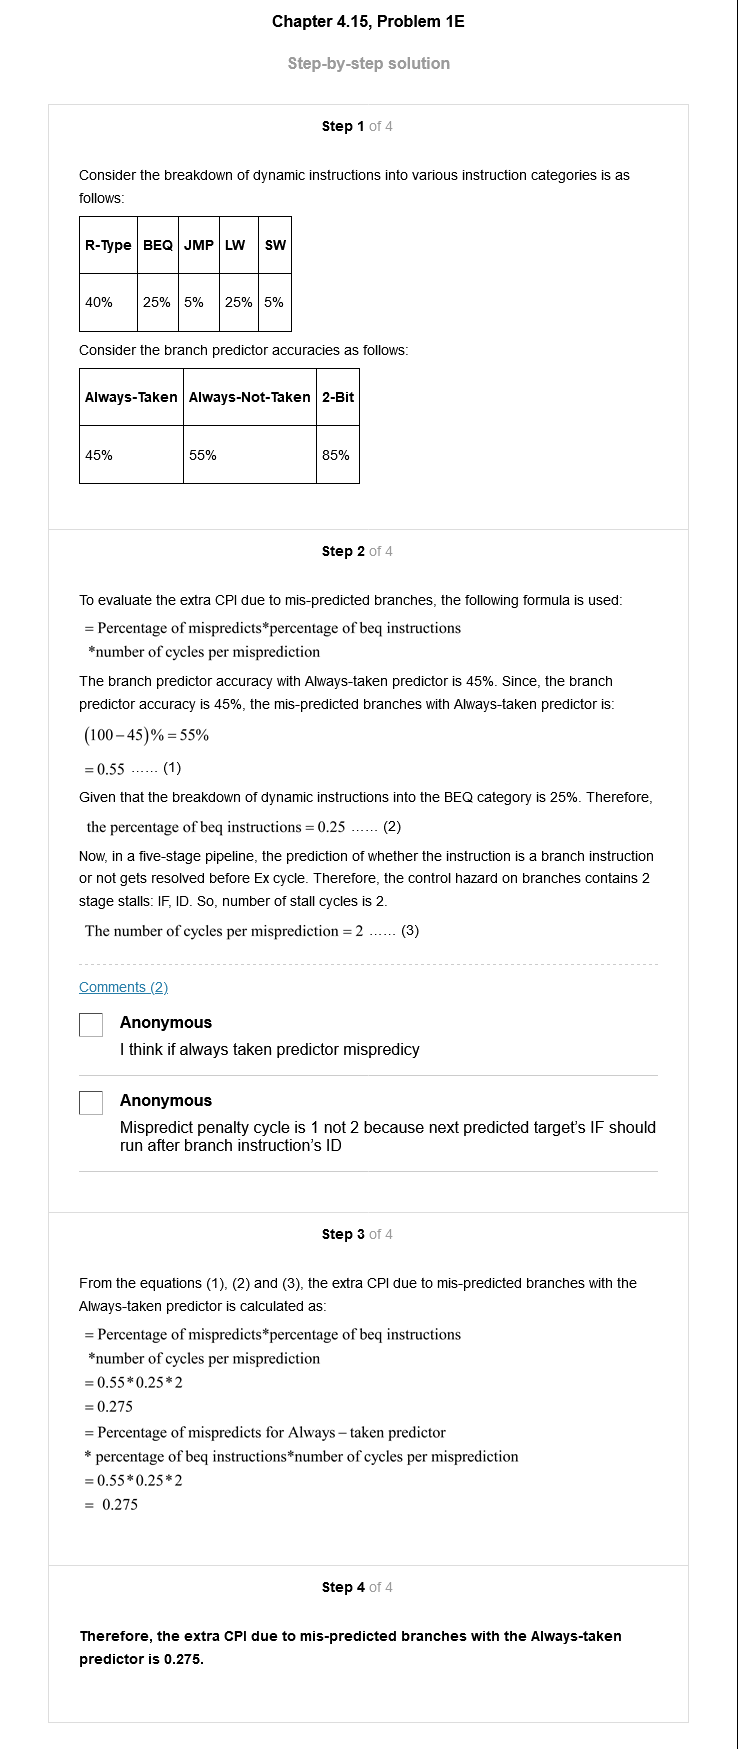 Chapter 4.15, Problem 1E
Step-by-step solution
Step 1 of 4
Consider the breakdown of dynamic instructions into various instruction categories is as
follows:
R-Type BEQ JMP LW SW
40% 25% 5% 25% 5%
Consider the branch predictor accuracies as follows:
Always-Taken Always-Not-Taken 2-Bit
45% 55% 85%
Step 2 of 4
To evaluate the extra CPI due to mis-predicted branches, the following formula is used:
= Percentage of mispredicts*percentage of beq instructions
*number of cycles per misprediction
The branch predictor accuracy with Always-taken predictor is 45%. Since, the branch
predictor accuracy is 45%, the mis-predicted branches with Always-taken predictor is:
(100−45)% = 55%
= 0.55 ...... (1)
Given that the breakdown of dynamic instructions into the BEQ category is 25%. Therefore,
the percentage of beq instructions = 0.25 ...... (2)
Now, in a five-stage pipeline, the prediction of whether the instruction is a branch instruction
or not gets resolved before Ex cycle. Therefore, the control hazard on branches contains 2
stage stalls: IF, ID. So, number of stall cycles is 2.
The number of cycles per misprediction = 2 ...... (3)
Comments (2)
Anonymous
I think if always taken predictor mispredicy
Anonymous
Mispredict penalty cycle is 1 not 2 because next predicted target's IF should
run after branch instruction's ID
Step 3 of 4
From the equations (1), (2) and (3), the extra CPI due to mis-predicted branches with the
Always-taken predictor is calculated as:
= Percentage of mispredicts*percentage of beq instructions
*number of cycles per misprediction
= 0.55*0.25*2
= 0.275
= Percentage of mispredicts for Always − taken predictor
* percentage of beq instructions*number of cycles per misprediction
= 0.55*0.25*2
= 0.275
Step 4 of 4
Therefore, the extra CPI due to mis-predicted branches with the Always-taken
predictor is 0.275.